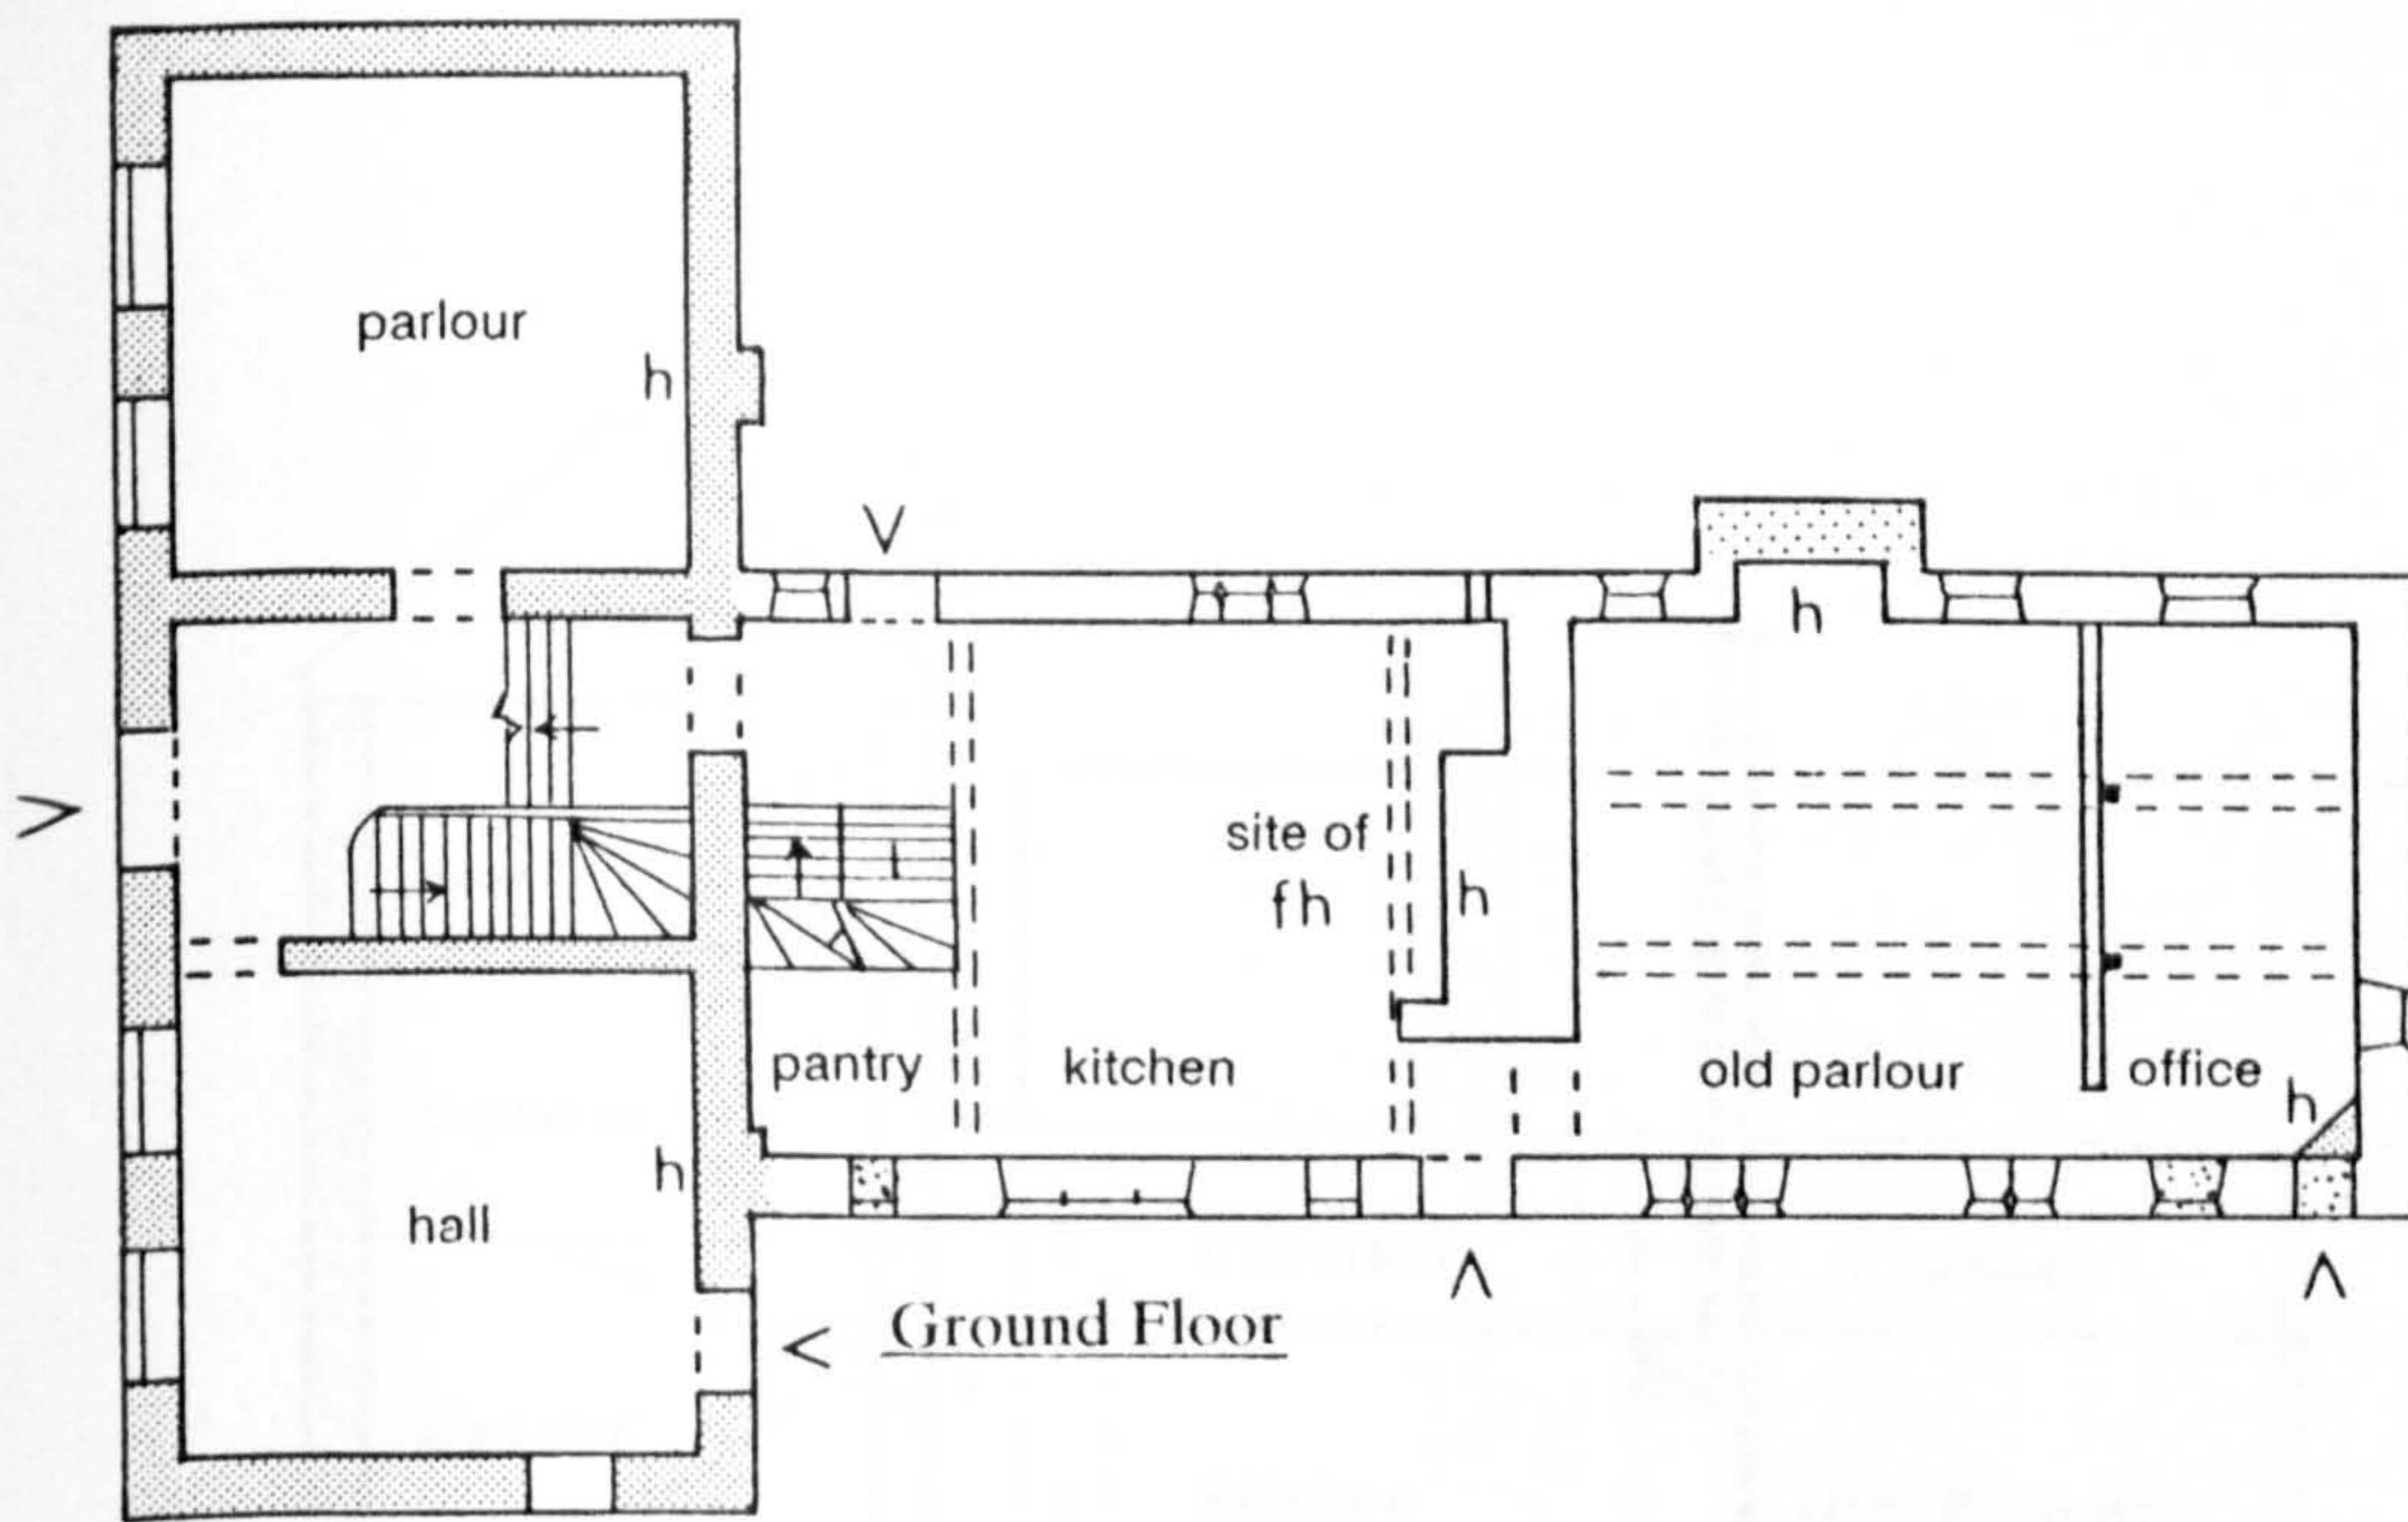 parlour
h
h
site of
fh
h
pantry
kitchen
old parlour
office
h
h
hall
Ground Floor